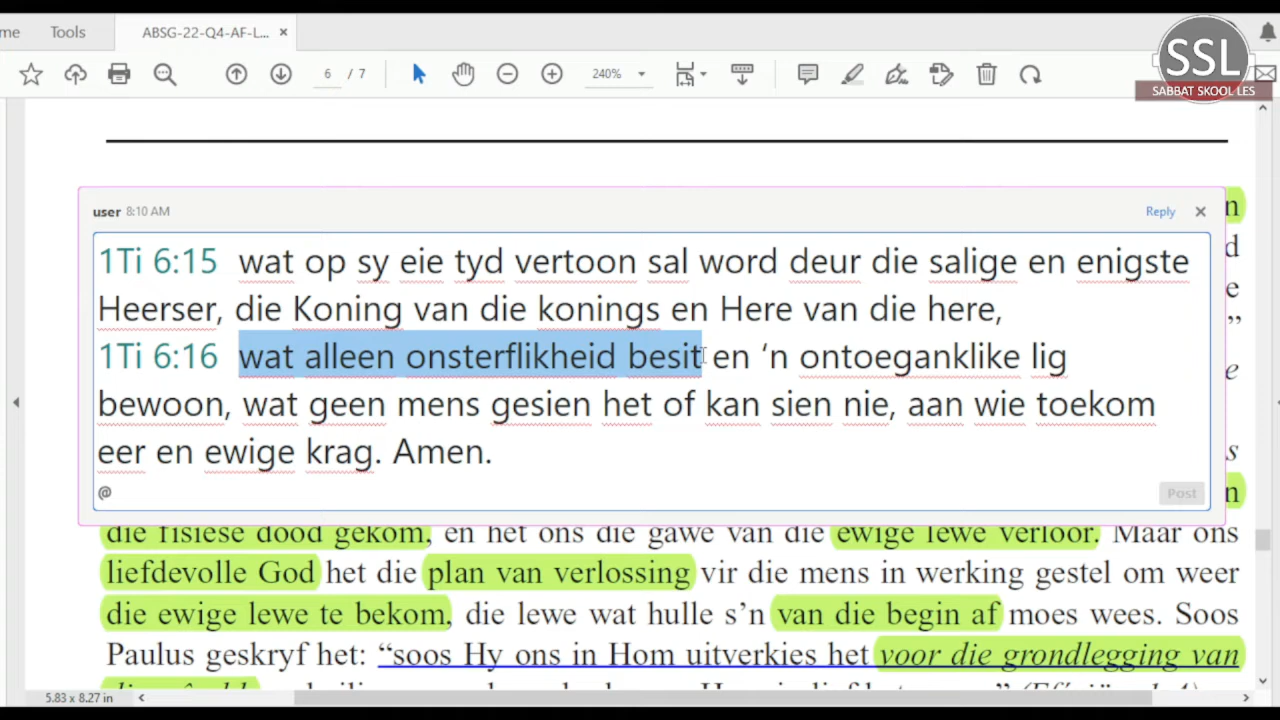 me Tools ABSG-22-Q4-AF-L... ×
6 / 7 240%
SSL
SABBAT SKOOL LES
user 8:10 AM Reply ×
1Ti 6:15 wat op sy eie tyd vertoon sal word deur die salige en enigste
Heerser, die Koning van die konings en Here van die here,
1Ti 6:16 wat alleen onsterflikheid besit en ‘n ontoeganklike lig
bewoon, wat geen mens gesien het of kan sien nie, aan wie toekom
eer en ewige krag. Amen.
@ Post
n
d
e
”
e
s
n
die fisiese dood gekom, en het ons die gawe van die ewige lewe verloor. Maar ons
liefdevolle God het die plan van verlossing vir die mens in werking gestel om weer
die ewige lewe te bekom, die lewe wat hulle s’n van die begin af moes wees. Soos
Paulus geskryf het: “soos Hy ons in Hom uitverkies het voor die grondlegging van
5.83 x 8.27 in